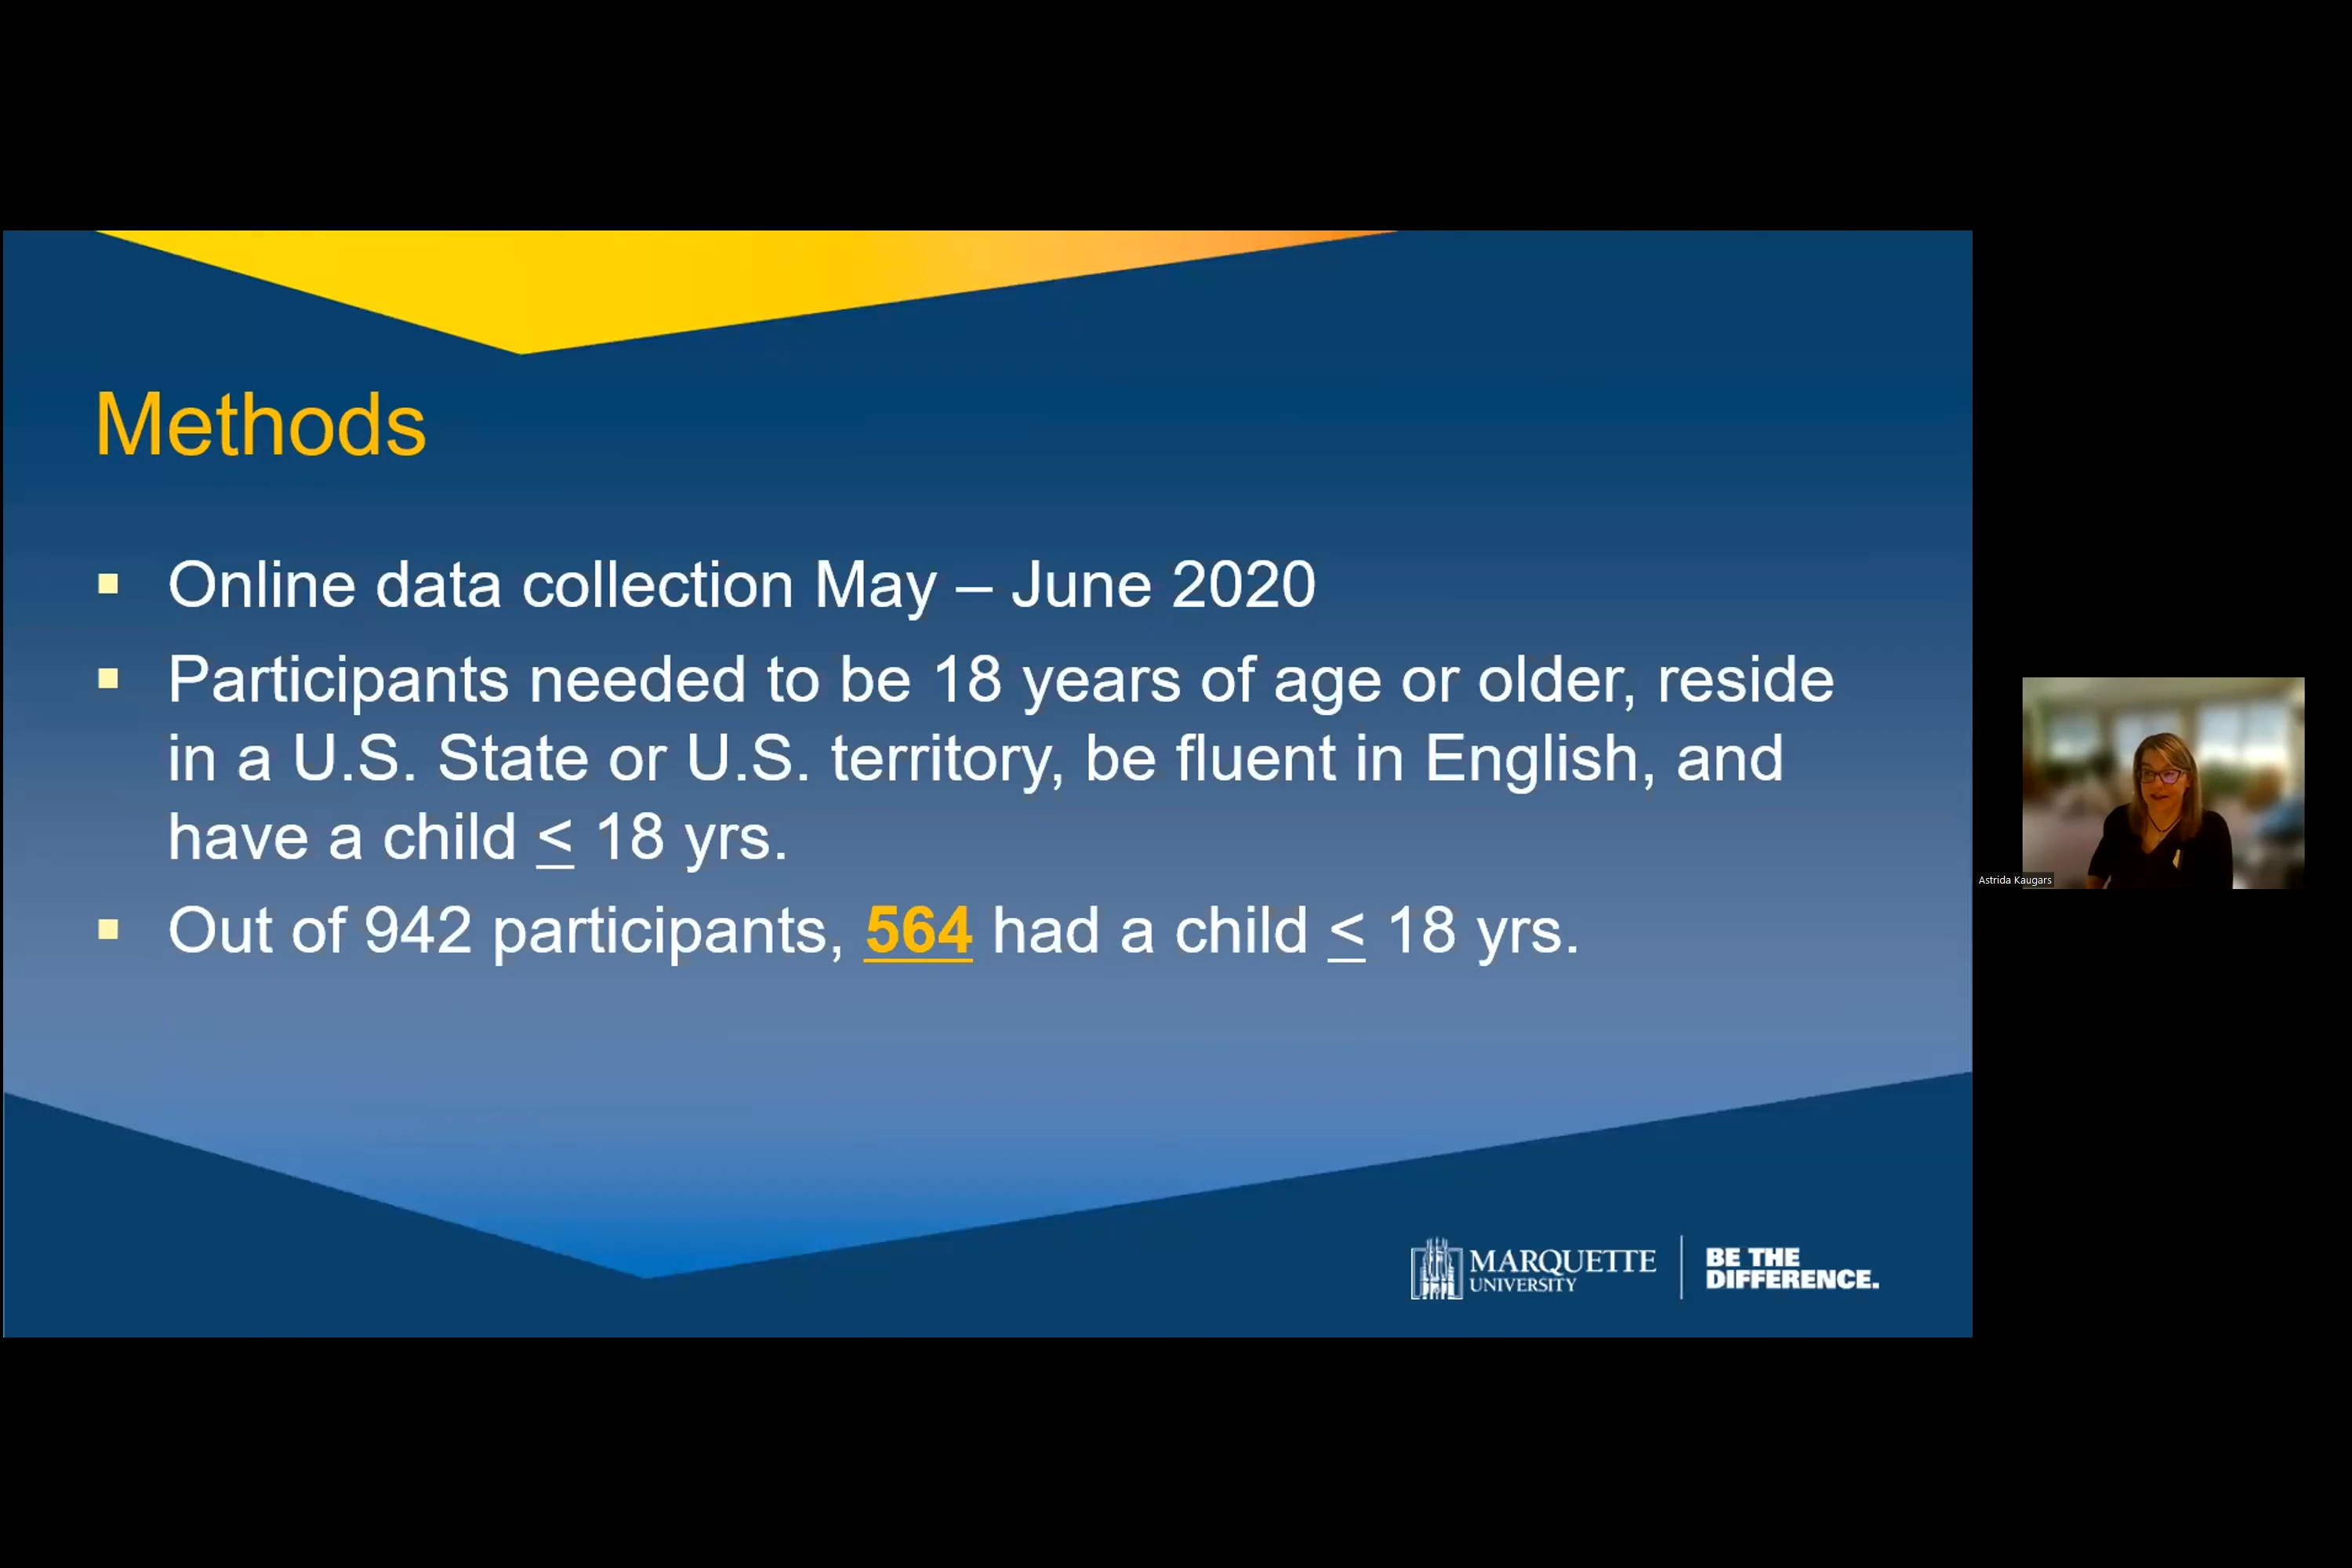 Methods
Online data collection May – June 2020
Participants needed to be 18 years of age or older, reside
in a U.S. State or U.S. territory, be fluent in English, and
have a child ≤ 18 yrs.
Out of 942 participants, 564 had a child ≤ 18 yrs.
Astrida Kaugars
MARQUETTE
UNIVERSITY
BE THE
DIFFERENCE.